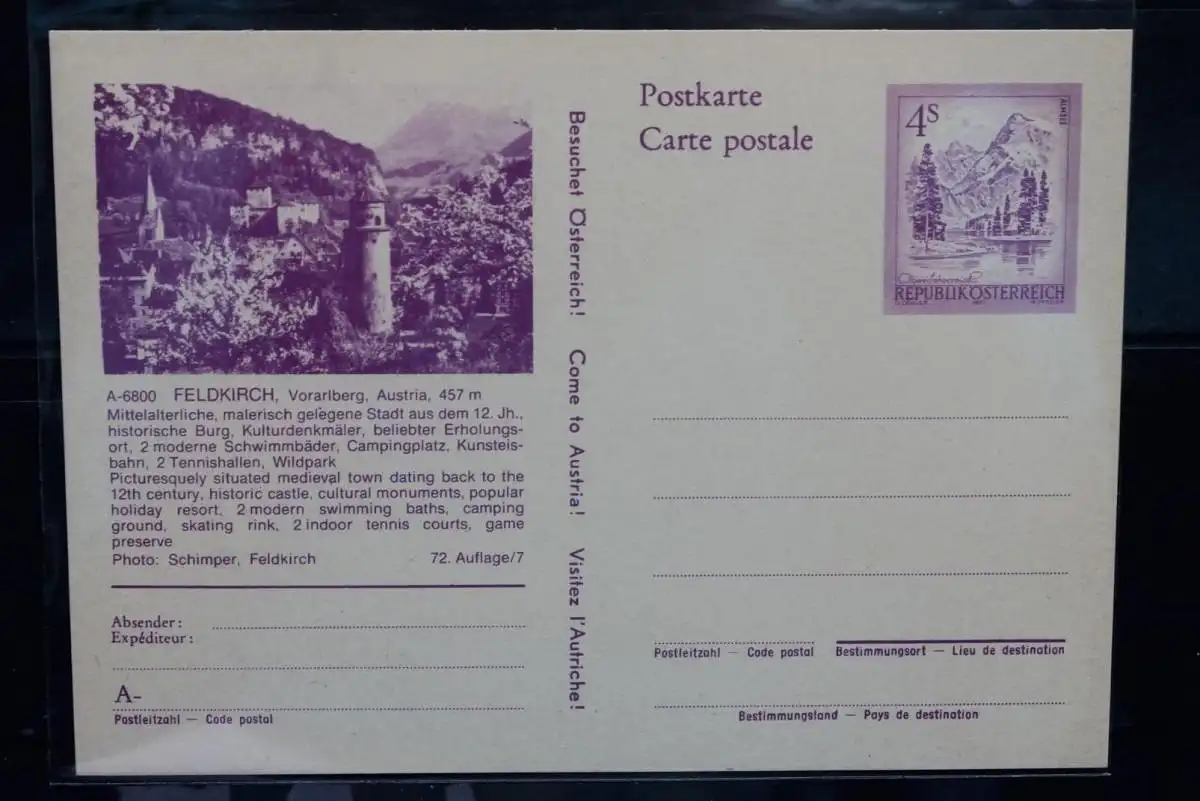 A-6800 FELDKIRCH, Vorarlberg, Austria, 457 m
Mittelalterliche, malerisch gelegene Stadt aus dem 12. Jh.,
historische Burg, Kulturdenkmäler, beliebter Erholungs-
ort, 2 moderne Schwimmbäder, Campingplatz, Kunsteis-
bahn, 2 Tennishallen, Wildpark
Picturesquely situated medieval town dating back to the
12th century, historic castle, cultural monuments, popular
holiday resort, 2 modern swimming baths, camping
ground, skating rink, 2 indoor tennis courts, game
preserve
Photo: Schimper, Feldkirch 72. Auflage/7
Absender:
Expéditeur:
A-
Postleitzahl — Code postal
Besuchet Österreich! Come to Austria! Visitez l'Autriche!
Postkarte
Carte postale
4S
ALMSEE
REPUBLIK ÖSTERREICH
Postleitzahl — Code postal
Bestimmungsort — Lieu de destination
Bestimmungsland — Pays de destination